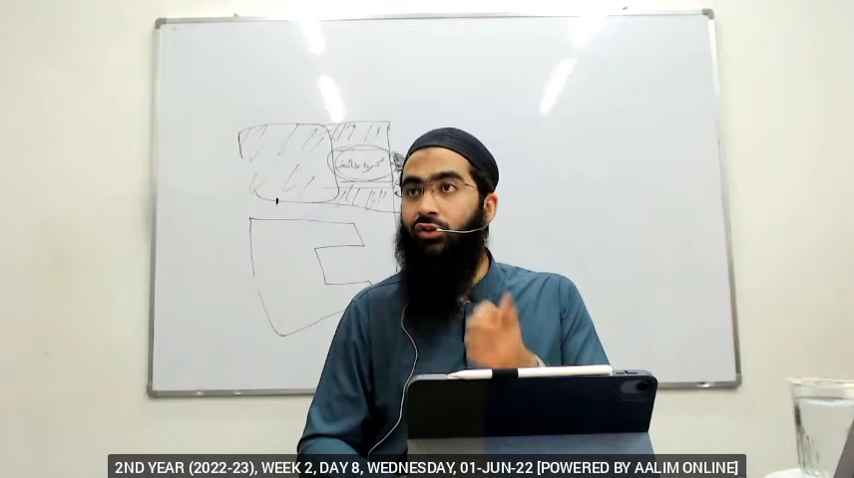 2ND YEAR (2022-23), WEEK 2, DAY 8, WEDNESDAY, 01-JUN-22 [POWERED BY AALIM ONLINE]